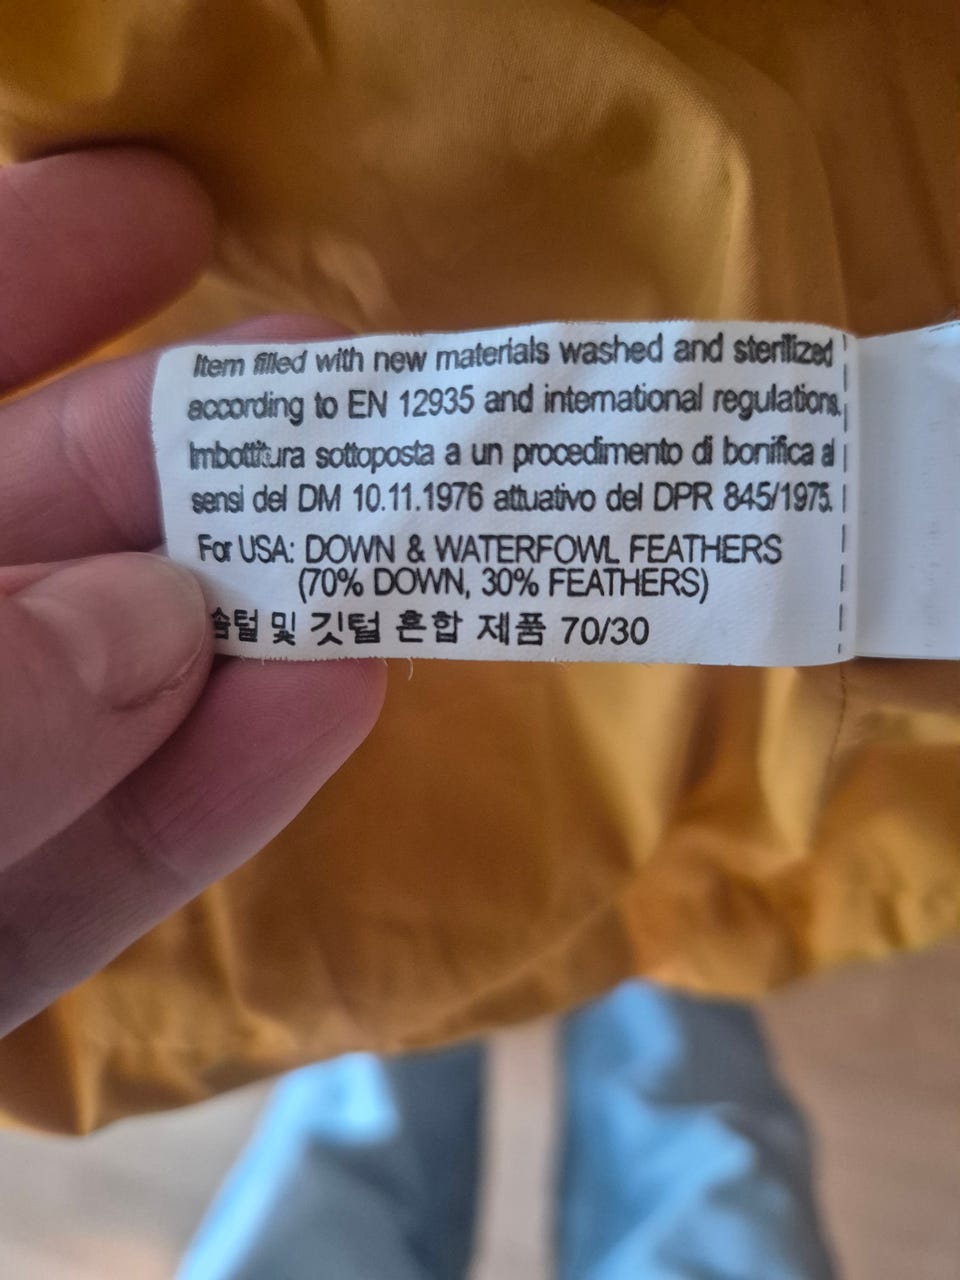 Item filled with new materials washed and sterilized
according to EN 12935 and international regulations.
Imbottitura sottoposta a un procedimento di bonifica ai
sensi del DM 10.11.1976 attuativo del DPR 845/1975.
For USA: DOWN & WATERFOWL FEATHERS
(70% DOWN, 30% FEATHERS)
솜털 및 깃털 혼합 제품 70/30